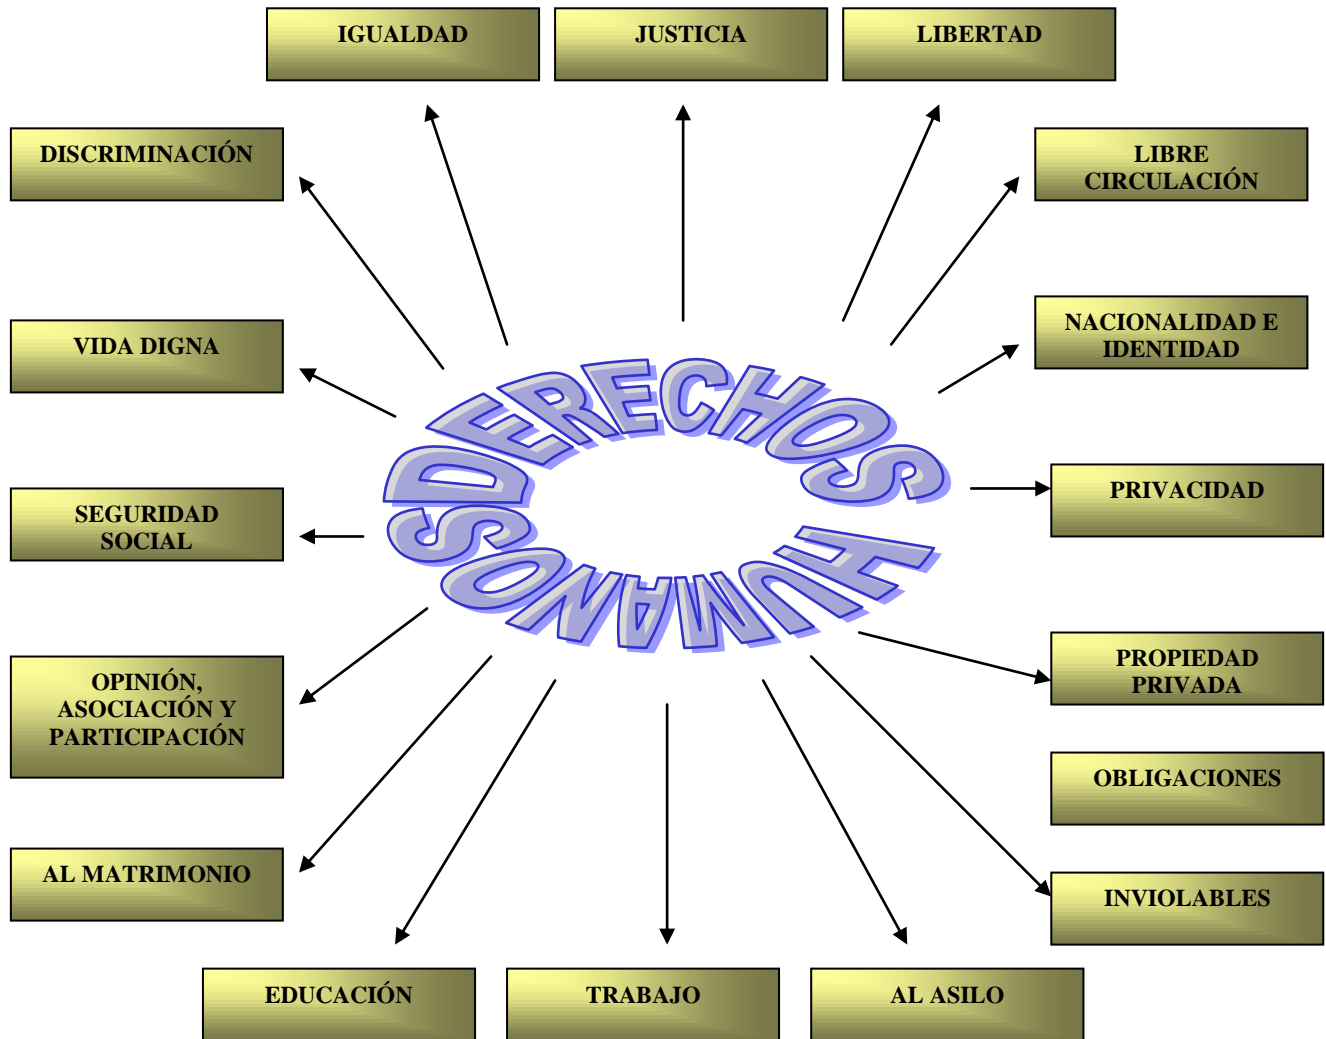 IGUALDAD
JUSTICIA
LIBERTAD
DISCRIMINACIÓN
LIBRE
CIRCULACIÓN
VIDA DIGNA
NACIONALIDAD E
IDENTIDAD
DERECHOS
HUMANOS
SEGURIDAD
SOCIAL
PRIVACIDAD
OPINIÓN,
ASOCIACIÓN Y
PARTICIPACIÓN
PROPIEDAD
PRIVADA
OBLIGACIONES
AL MATRIMONIO
INVIOLABLES
EDUCACIÓN
TRABAJO
AL ASILO